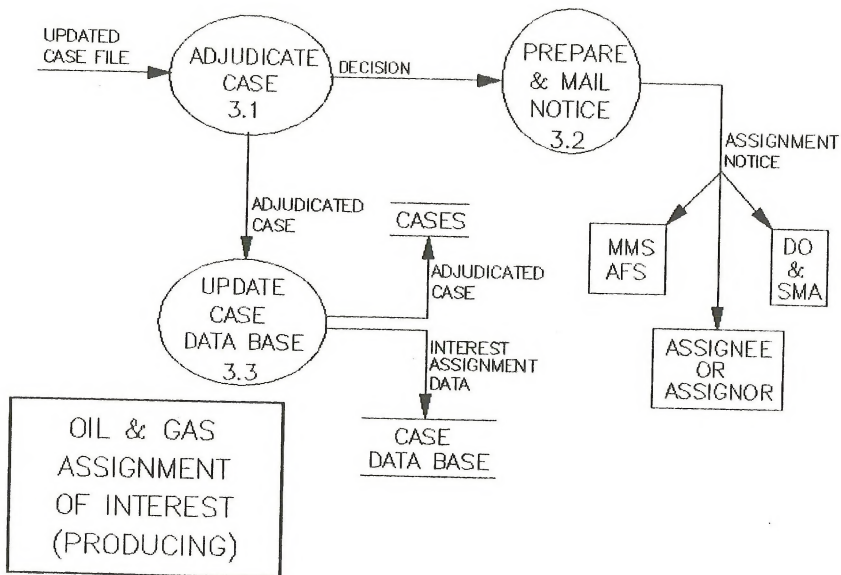 UPDATED
CASE FILE
ADJUDICATE
CASE
3.1
DECISION
PREPARE
& MAIL
NOTICE
3.2
ASSIGNMENT
NOTICE
MMS
AFS
DO
&
SMA
ASSIGNEE
OR
ASSIGNOR
ADJUDICATED
CASE
CASES
ADJUDICATED
CASE
UPDATE
CASE
DATA BASE
3.3
INTEREST
ASSIGNMENT
DATA
CASE
DATA BASE
OIL & GAS
ASSIGNMENT
OF INTEREST
(PRODUCING)